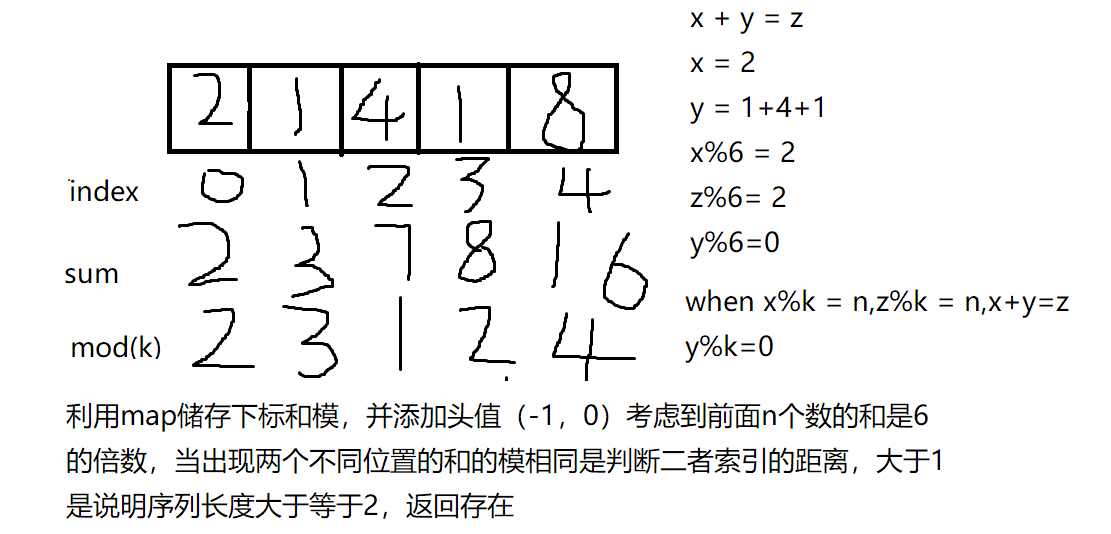 x + y = z
x = 2
y = 1+4+1
x%6 = 2
z%6= 2
y%6=0
when x%k = n,z%k = n,x+y=z
y%k=0
2 1 4 1 8
index 0 1 2 3 4
sum 2 3 7 8 16
mod(k) 2 3 1 2 4
利用map储存下标和模，并添加头值（-1，0）考虑到前面n个数的和是6
的倍数，当出现两个不同位置的和的模相同是判断二者索引的距离，大于1
是说明序列长度大于等于2，返回存在